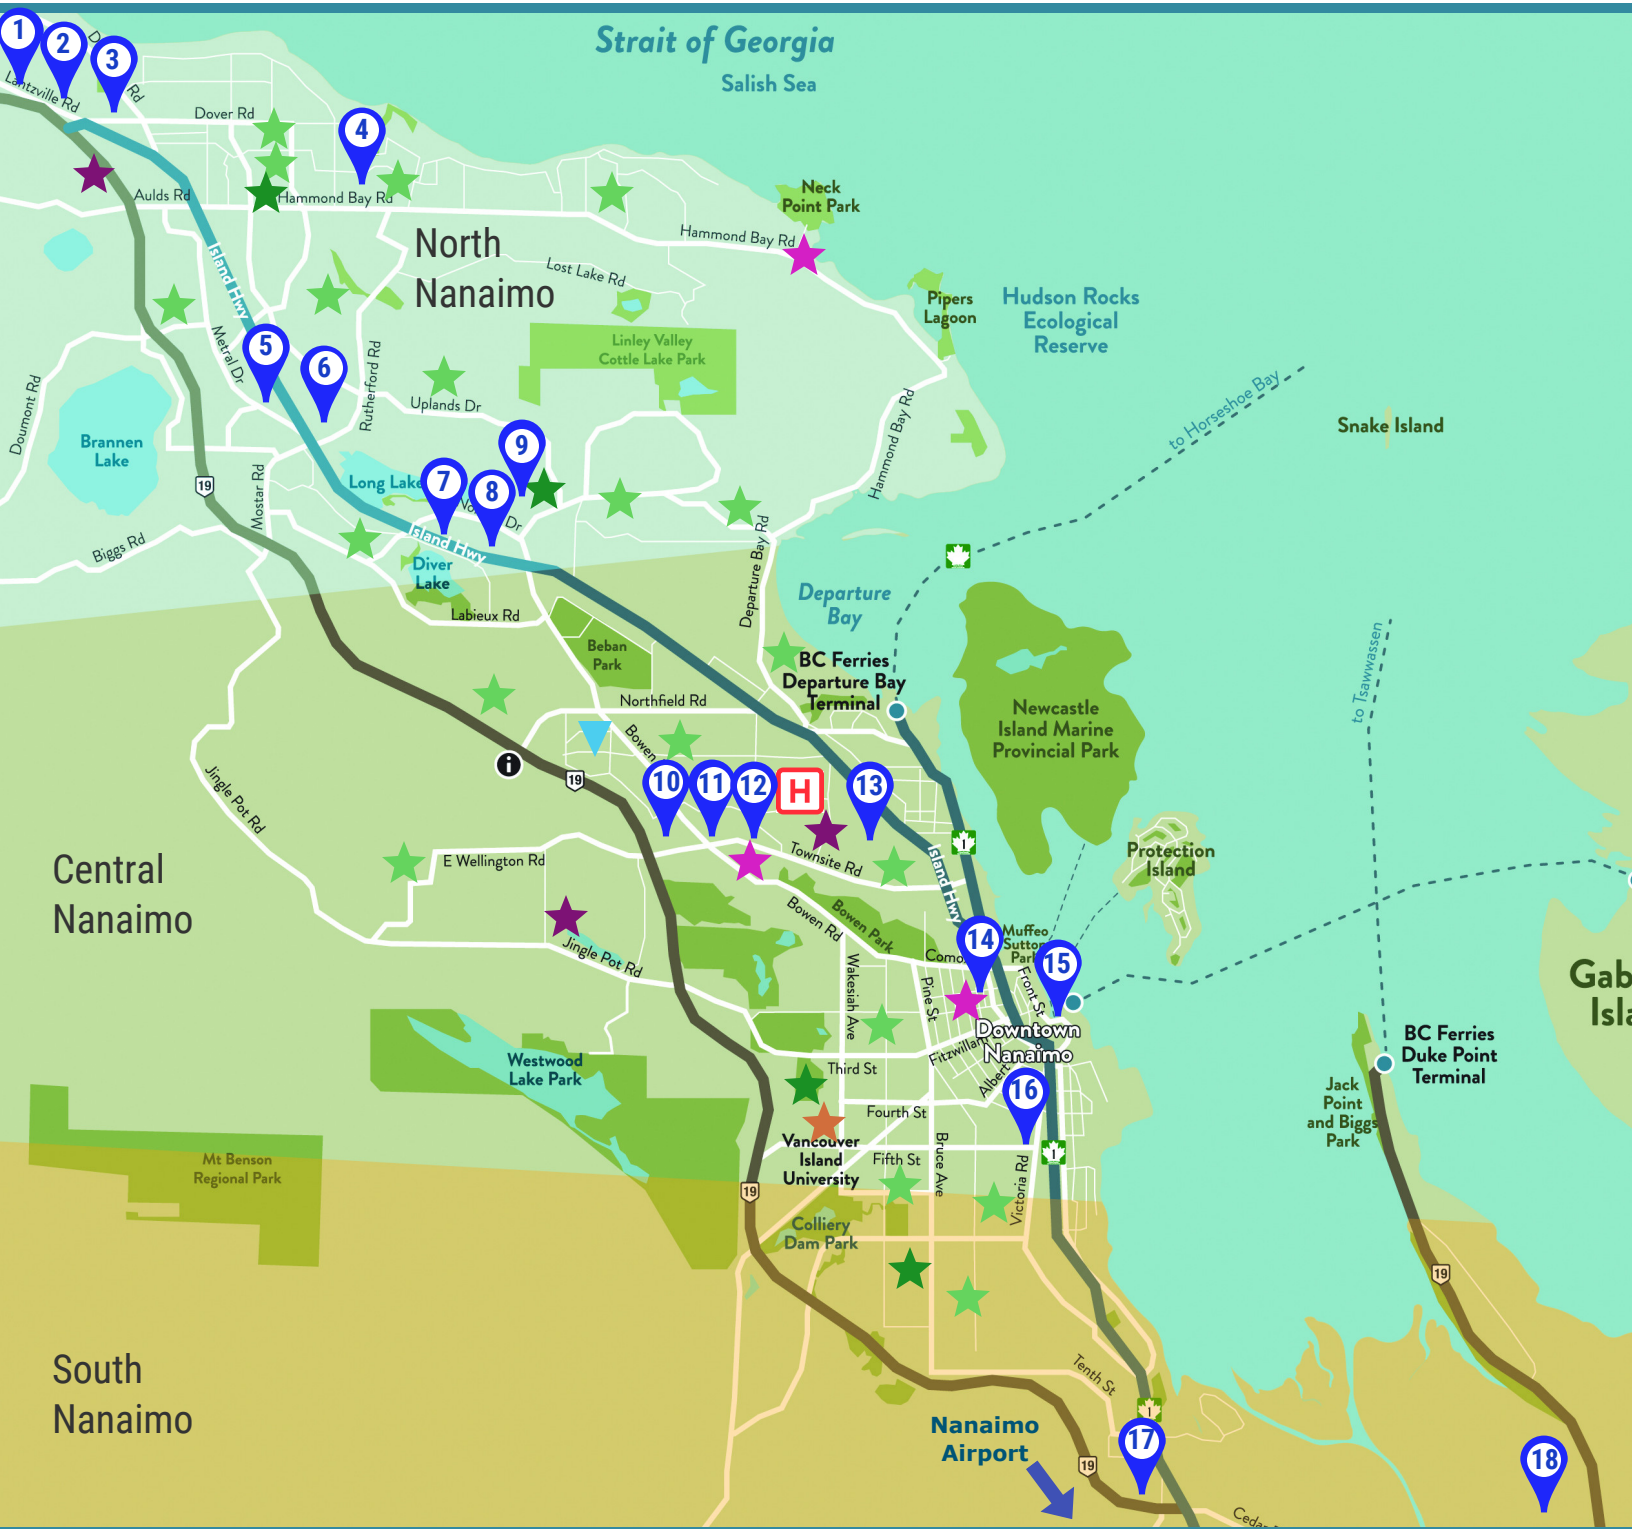 Strait of Georgia
Salish Sea
1
2
3
4
Lantzville Rd
Rd
Dover Rd
Aulds Rd
Hammond Bay Rd
Neck
Point Park
Hammond Bay Rd
North
Nanaimo
Lost Lake Rd
Island Hwy
Pipers
Lagoon
Hudson Rocks
Ecological
Reserve
Linley Valley
Cottle Lake Park
5
6
Metral Dr
Rutherford Rd
Uplands Dr
Doumont Rd
Hammond Bay Rd
to Horseshoe Bay
Snake Island
Brannen
Lake
9
Long Lake
7
8
Dr
19
Mostar Rd
Biggs Rd
Island Hwy
Diver
Lake
Labieux Rd
Departure Bay Rd
Departure
Bay
Beban
Park
BC Ferries
Departure Bay
Terminal
Northfield Rd
Newcastle
Island Marine
Provincial Park
to Tsawwassen
Bowen
i
19
Jingle Pot Rd
10
11
12
H
13
1
Townsite Rd
Island Hwy
E Wellington Rd
Protection
Island
Central
Nanaimo
Bowen Rd
Bowen Park
Jingle Pot Rd
14
Muffeo
Sutton
Park
15
Como
Front St
Wakesiah Ave
Pine St
Downtown
Nanaimo
Fitzwilliam
Albert
Gab
Isla
BC Ferries
Duke Point
Terminal
Westwood
Lake Park
Third St
16
Fourth St
Jack
Point
and Biggs
Park
Vancouver
Island
University
Fifth St
Bruce Ave
Victoria Rd
1
Mt Benson
Regional Park
19
Colliery
Dam Park
19
South
Nanaimo
Tenth St
1
Nanaimo
Airport
17
19
18
Cedar